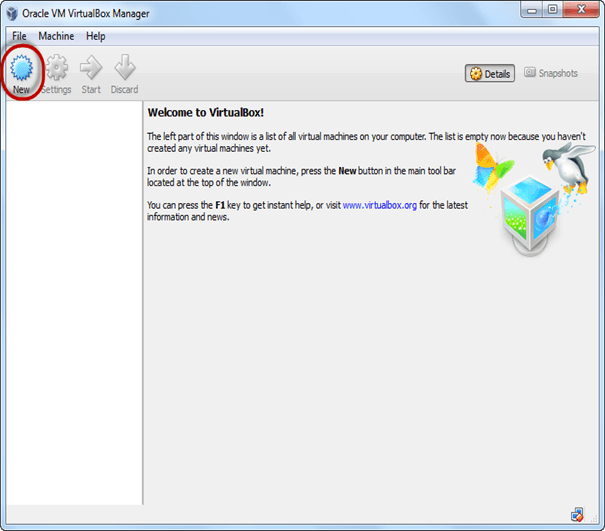 Oracle VM VirtualBox Manager
File Machine Help
New Settings Start Discard
Details Snapshots
Welcome to VirtualBox!
The left part of this window is a list of all virtual machines on your computer. The list is empty now because you haven't
created any virtual machines yet.
In order to create a new virtual machine, press the New button in the main tool bar
located at the top of the window.
You can press the F1 key to get instant help, or visit www.virtualbox.org for the latest
information and news.